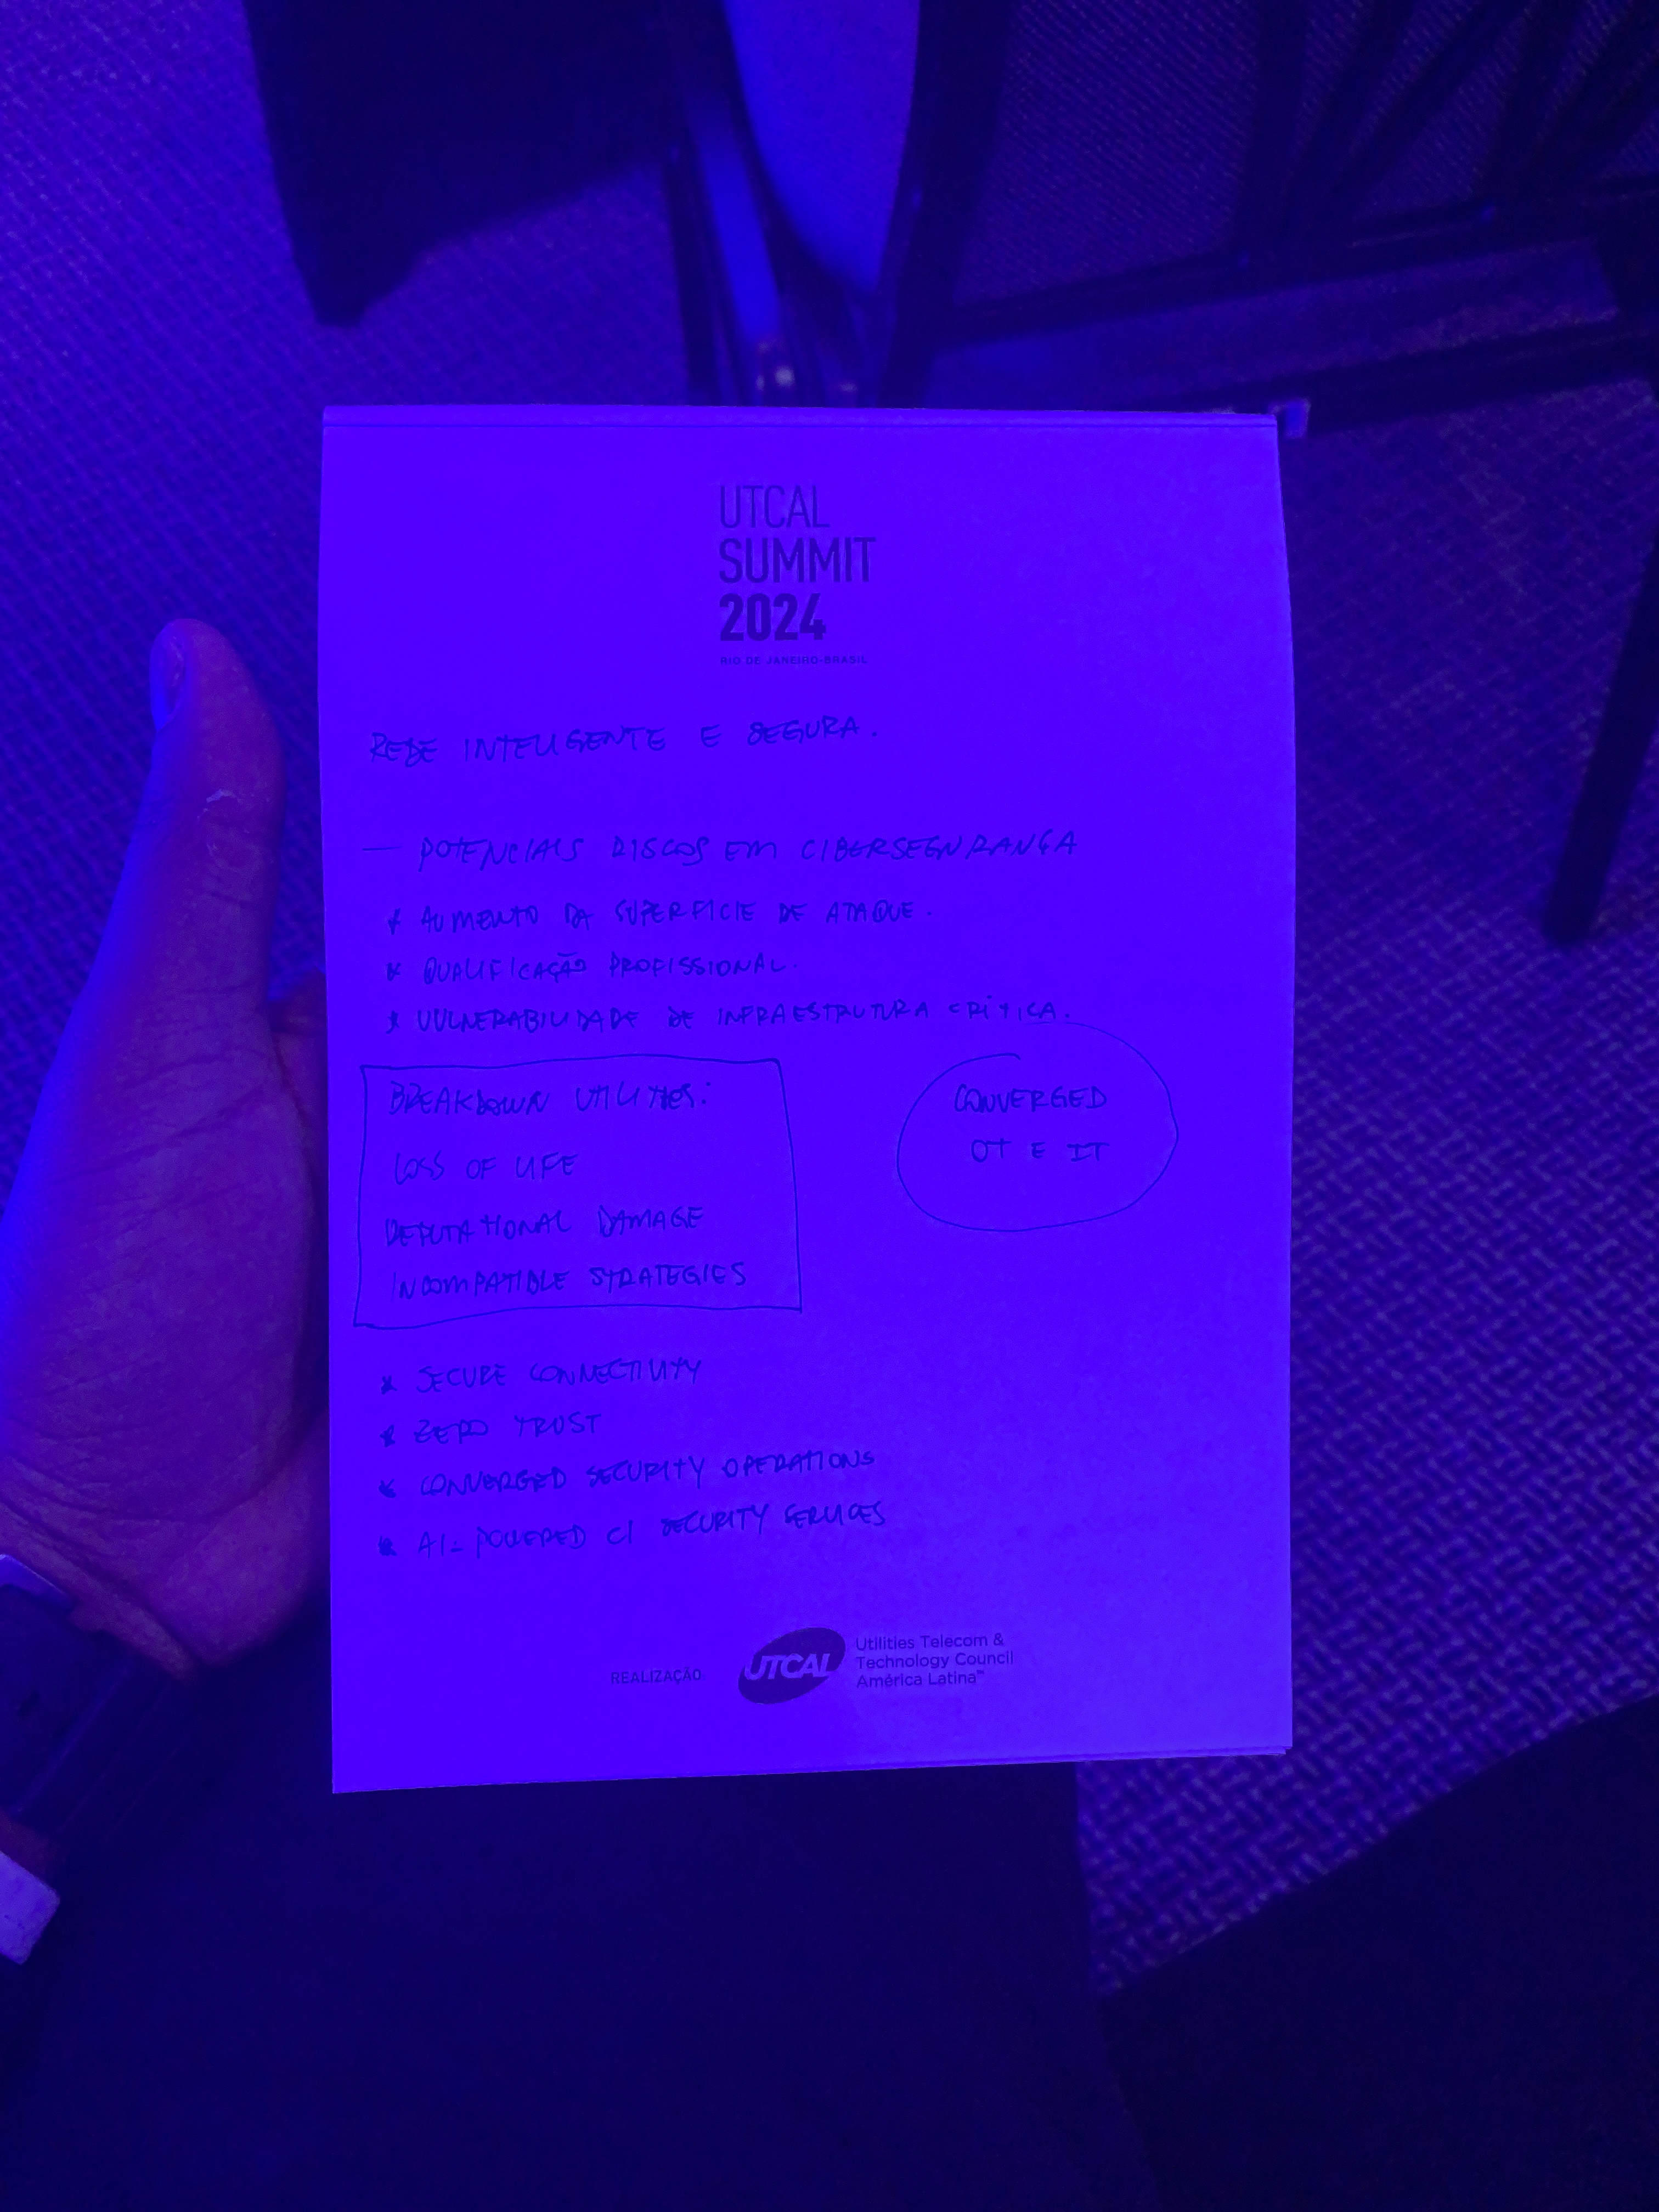 UTCAL
SUMMIT
2024
RIO DE JANEIRO-BRASIL
REDE INTELIGENTE E SEGURA.
— POTENCIAIS RISCOS EM CIBERSEGURANÇA
* AUMENTO DA SUPERFICIE DE ATAQUE.
* QUALIFICAÇÃO PROFISSIONAL.
* VULNERABILIDADE DE INFRAESTRUTURA CRÍTICA.
BREAKDOWN UTILITIES:
LOSS OF LIFE
REPUTATIONAL DAMAGE
INCOMPATIBLE STRATEGIES
CONVERGED
OT E IT
* SECURE CONNECTIVITY
* ZERO TRUST
* CONVERGED SECURITY OPERATIONS
* AI-POWERED CI SECURITY SERVICES
REALIZAÇÃO
UTCAL
Utilities Telecom &
Technology Council
América Latina™